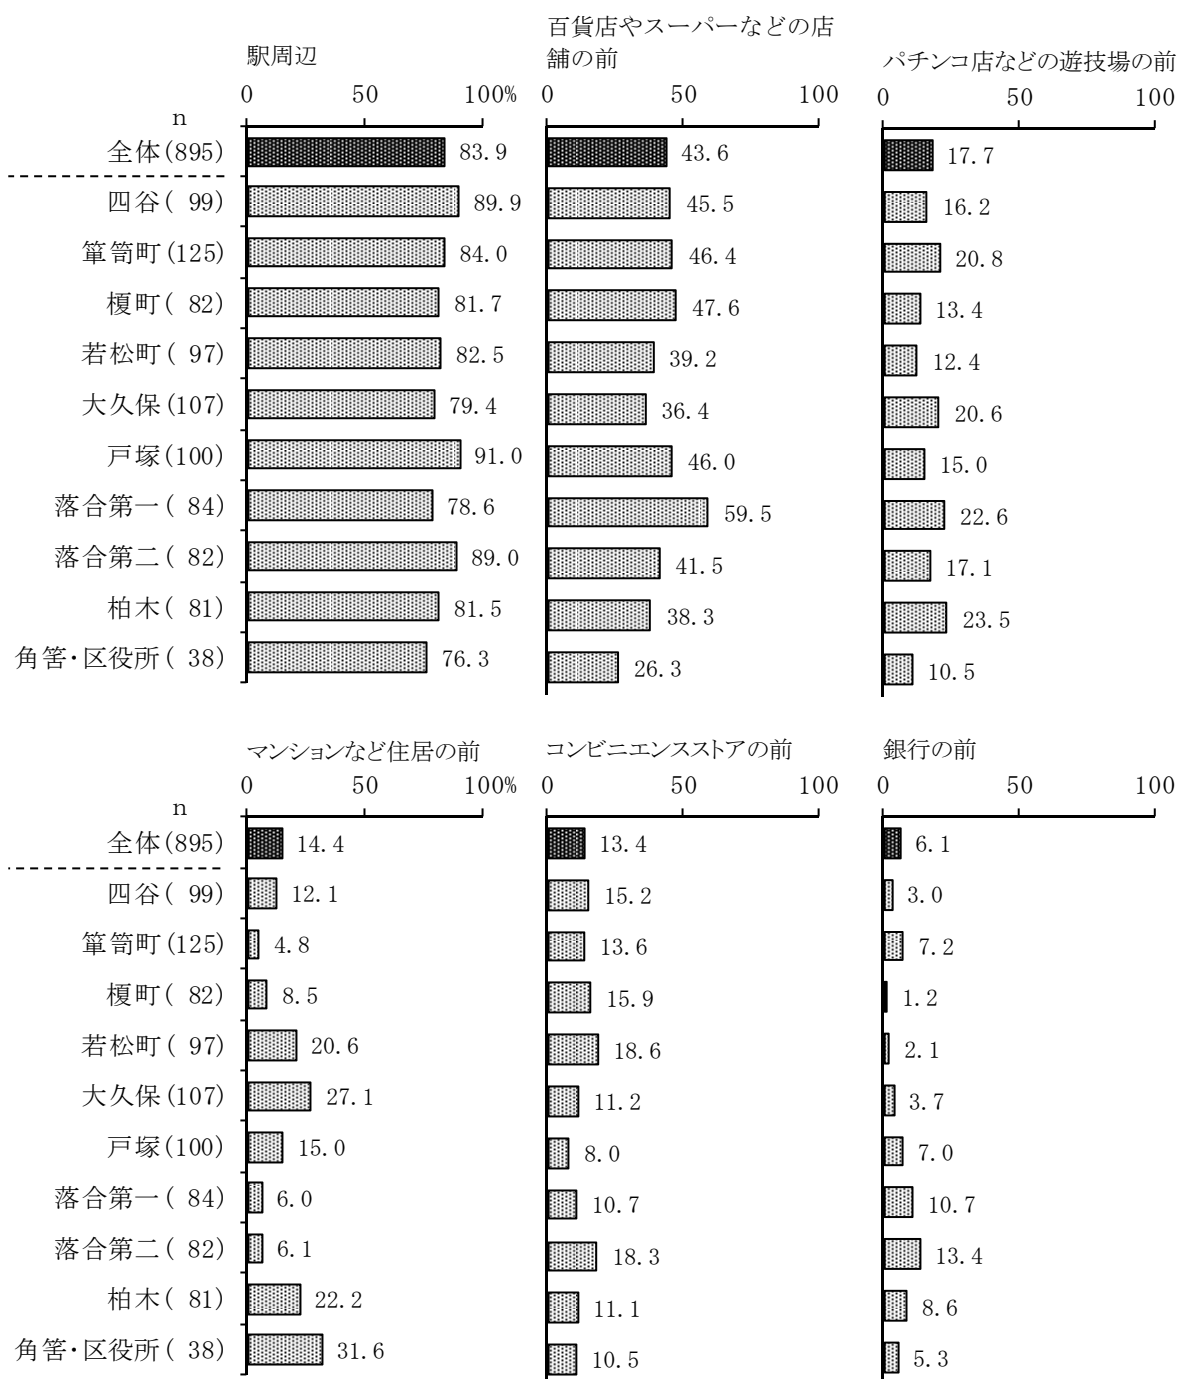 百貨店やスーパーなどの店
駅周辺 舗の前 パチンコ店などの遊技場の前
0 50 100% 0 50 100 0 50 100
n
全体(895) 83.9 43.6 17.7
四谷( 99) 89.9 45.5 16.2
箪笥町(125) 84.0 46.4 20.8
榎町( 82) 81.7 47.6 13.4
若松町( 97) 82.5 39.2 12.4
大久保(107) 79.4 36.4 20.6
戸塚(100) 91.0 46.0 15.0
落合第一( 84) 78.6 59.5 22.6
落合第二( 82) 89.0 41.5 17.1
柏木( 81) 81.5 38.3 23.5
角筈・区役所( 38) 76.3 26.3 10.5
マンションなど住居の前 コンビニエンスストアの前 銀行の前
0 50 100% 0 50 100 0 50 100
n
全体(895) 14.4 13.4 6.1
四谷( 99) 12.1 15.2 3.0
箪笥町(125) 4.8 13.6 7.2
榎町( 82) 8.5 15.9 1.2
若松町( 97) 20.6 18.6 2.1
大久保(107) 27.1 11.2 3.7
戸塚(100) 15.0 8.0 7.0
落合第一( 84) 6.0 10.7 10.7
落合第二( 82) 6.1 18.3 13.4
柏木( 81) 22.2 11.1 8.6
角筈・区役所( 38) 31.6 10.5 5.3